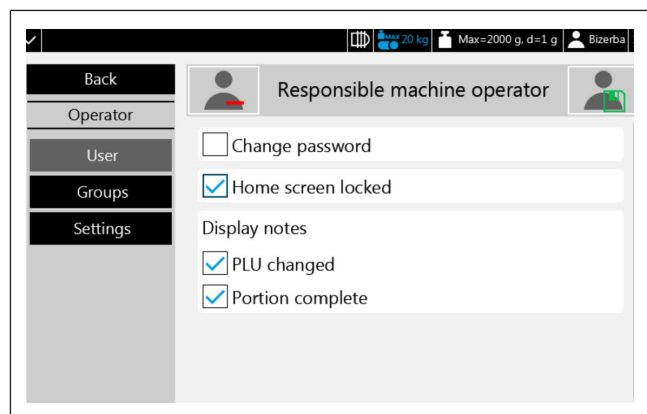 MAX 20 kg Max=2000 g, d=1 g Bizerba
Back
Responsible machine operator
Operator
User
Groups
Settings
Change password
Home screen locked
Display notes
PLU changed
Portion complete